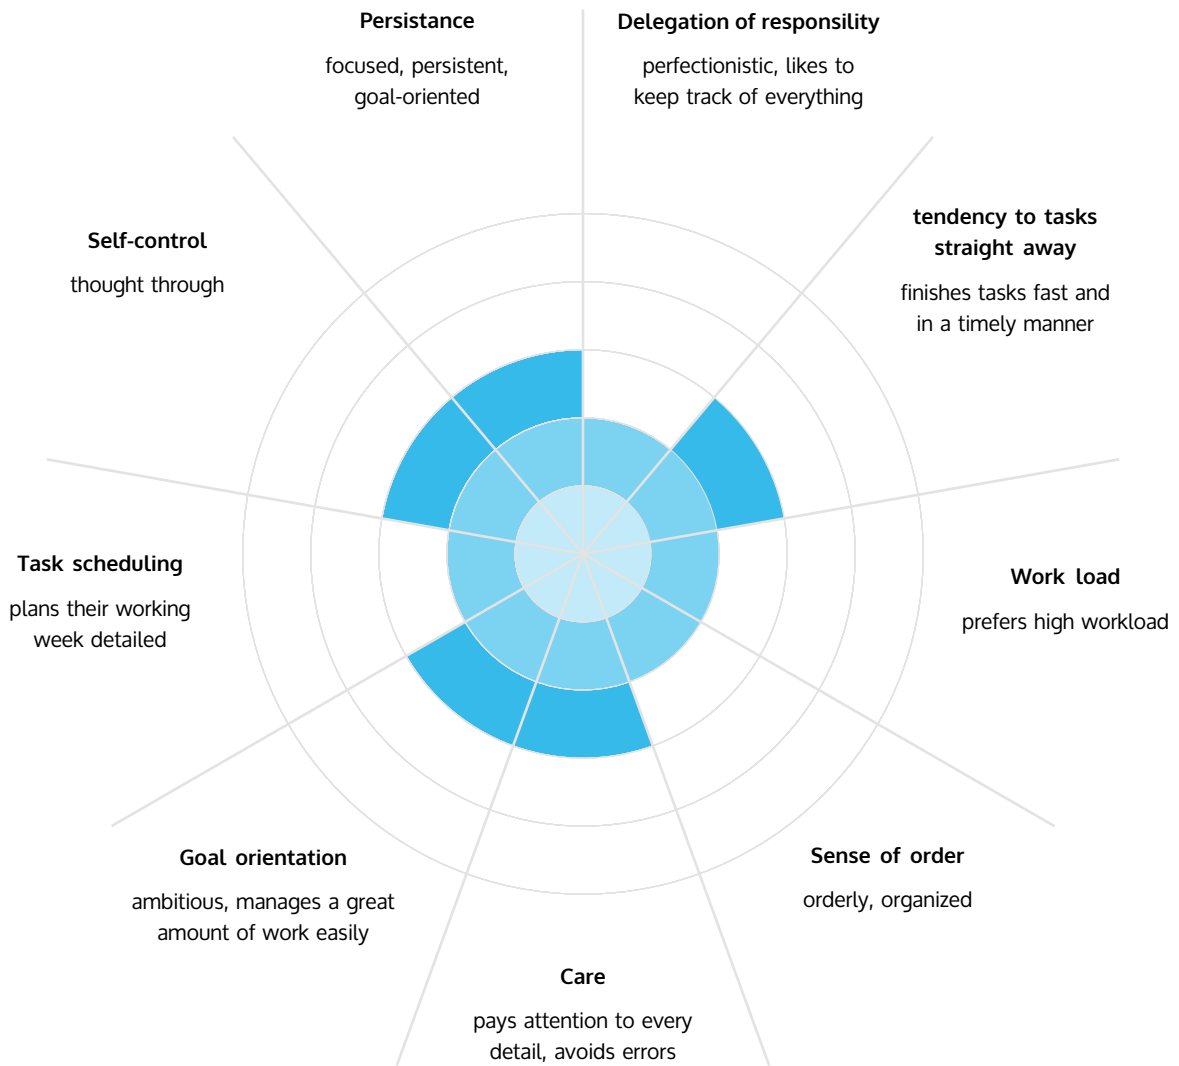 Persistance
focused, persistent,
goal-oriented
Delegation of responsility
perfectionistic, likes to
keep track of everything
tendency to tasks
straight away
finishes tasks fast and
in a timely manner
Self-control
thought through
Task scheduling
plans their working
week detailed
Work load
prefers high workload
Goal orientation
ambitious, manages a great
amount of work easily
Sense of order
orderly, organized
Care
pays attention to every
detail, avoids errors